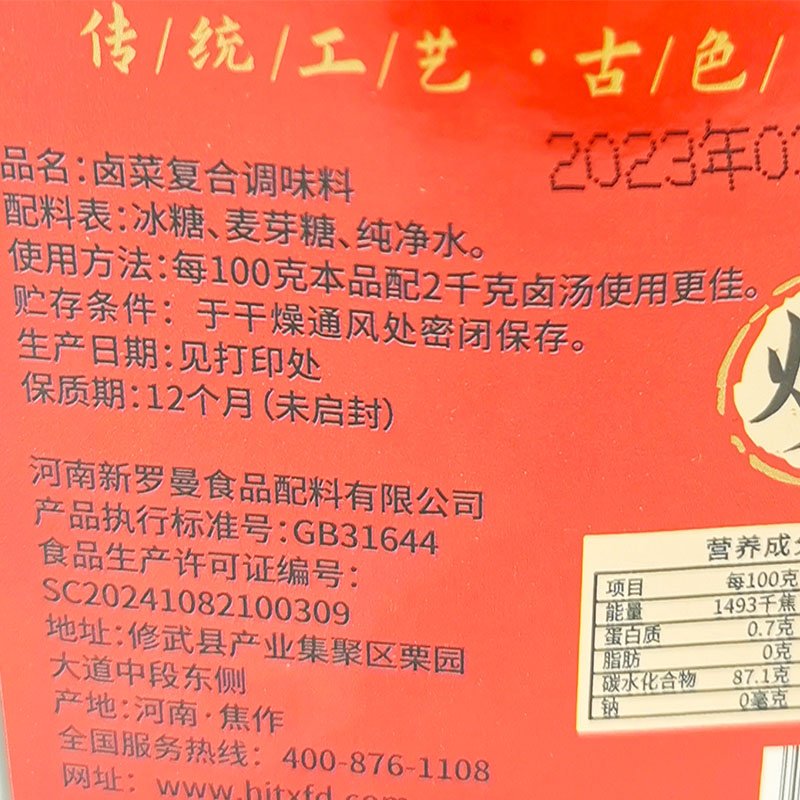 传/统/工/艺·古/色/
2023年0
品名:卤菜复合调味料
配料表:冰糖、麦芽糖、纯净水。
使用方法:每100克本品配2千克卤汤使用更佳。
贮存条件: 于干燥通风处密闭保存。
生产日期:见打印处
保质期:12个月(未启封)
河南新罗曼食品配料有限公司
产品执行标准号:GB31644
食品生产许可证编号:
SC20241082100309
地址:修武县产业集聚区栗园
大道中段东侧
产地:河南·焦作
全国服务热线: 400-876-1108
网址: www.hjtxfd.com
营养成分
项目 每100克
能量 1493千焦
蛋白质 0.7克
脂肪 0克
碳水化合物 87.1克
钠 0毫克